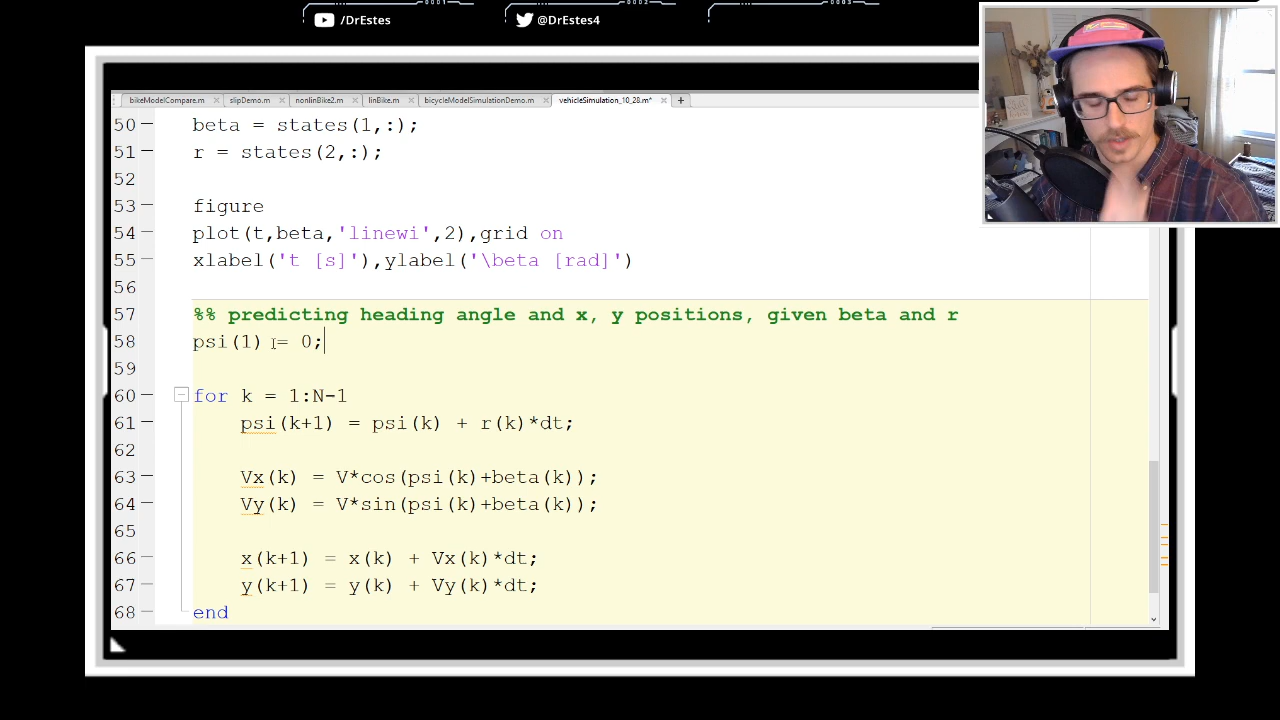 0001
0002
0003
/DrEstes
@DrEstes4
bikeModelCompare.m
slipDemo.m
nonlinBike2.m
linBike.m
bicycleModelSimulationDemo.m
vehicleSimulation_10_28.m*
50 beta = states(1,:);
51 r = states(2,:);
52
53 figure
54 plot(t,beta,'linewi',2),grid on
55 xlabel('t [s]'),ylabel('\beta [rad]')
56
57 %% predicting heading angle and x, y positions, given beta and r
58 psi(1) = 0;
59
60 for k = 1:N-1
61 psi(k+1) = psi(k) + r(k)*dt;
62
63 Vx(k) = V*cos(psi(k)+beta(k));
64 Vy(k) = V*sin(psi(k)+beta(k));
65
66 x(k+1) = x(k) + Vx(k)*dt;
67 y(k+1) = y(k) + Vy(k)*dt;
68 end